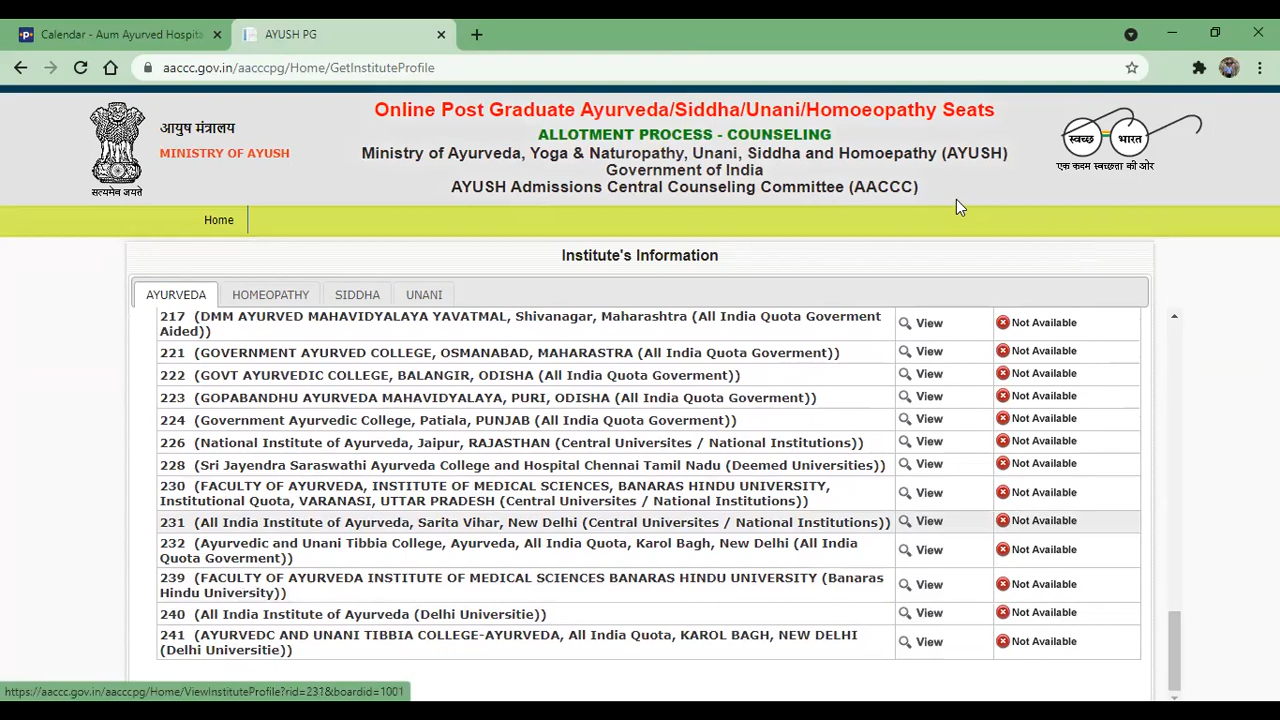 Calendar - Aum Ayurved Hospita
AYUSH PG
aaccc.gov.in/aacccpg/Home/GetInstituteProfile
Online Post Graduate Ayurveda/Siddha/Unani/Homoeopathy Seats
ALLOTMENT PROCESS - COUNSELING
Ministry of Ayurveda, Yoga & Naturopathy, Unani, Siddha and Homoepathy (AYUSH)
Government of India
AYUSH Admissions Central Counseling Committee (AACCC)
सत्यमेव जयते
आयुष मंत्रालय
MINISTRY OF AYUSH
स्वच्छ भारत
एक कदम स्वच्छता की ओर
Home
Institute's Information
AYURVEDA HOMEOPATHY SIDDHA UNANI
217 (DMM AYURVED MAHAVIDYALAYA YAVATMAL, Shivanagar, Maharashtra (All India Quota Goverment
Aided)) View Not Available
221 (GOVERNMENT AYURVED COLLEGE, OSMANABAD, MAHARASTRA (All India Quota Goverment)) View Not Available
222 (GOVT AYURVEDIC COLLEGE, BALANGIR, ODISHA (All India Quota Goverment)) View Not Available
223 (GOPABANDHU AYURVEDA MAHAVIDYALAYA, PURI, ODISHA (All India Quota Goverment)) View Not Available
224 (Government Ayurvedic College, Patiala, PUNJAB (All India Quota Goverment)) View Not Available
226 (National Institute of Ayurveda, Jaipur, RAJASTHAN (Central Universites / National Institutions)) View Not Available
228 (Sri Jayendra Saraswathi Ayurveda College and Hospital Chennai Tamil Nadu (Deemed Universities)) View Not Available
230 (FACULTY OF AYURVEDA, INSTITUTE OF MEDICAL SCIENCES, BANARAS HINDU UNIVERSITY,
Institutional Quota, VARANASI, UTTAR PRADESH (Central Universites / National Institutions)) View Not Available
231 (All India Institute of Ayurveda, Sarita Vihar, New Delhi (Central Universites / National Institutions)) View Not Available
232 (Ayurvedic and Unani Tibbia College, Ayurveda, All India Quota, Karol Bagh, New Delhi (All India
Quota Goverment)) View Not Available
239 (FACULTY OF AYURVEDA INSTITUTE OF MEDICAL SCIENCES BANARAS HINDU UNIVERSITY (Banaras
Hindu University)) View Not Available
240 (All India Institute of Ayurveda (Delhi Universitie)) View Not Available
241 (AYURVEDC AND UNANI TIBBIA COLLEGE-AYURVEDA, All India Quota, KAROL BAGH, NEW DELHI
(Delhi Universitie)) View Not Available
https://aaccc.gov.in/aacccpg/Home/ViewInstituteProfile?rid=231&boardid=1001